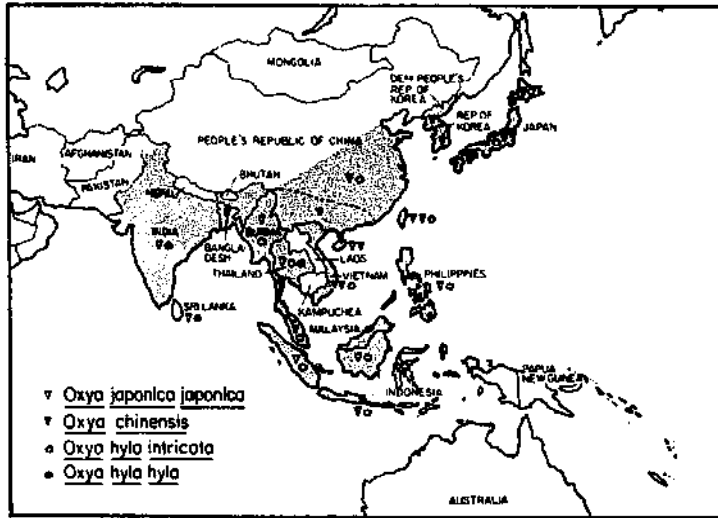 MONGOLIA
DEM PEOPLE'S
REP OF
KOREA
REP OF
KOREA
JAPAN
PEOPLE'S REPUBLIC OF CHINA
IRAN
AFGHANISTAN
PAKISTAN
NEPAL
BHUTAN
INDIA
BANGLA
DESH
BURMA
LAOS
THAILAND
VIETNAM
PHILIPPINES
KAMPUCHEA
SRI LANKA
MALAYSIA
INDONESIA
PAPUA
NEW GUINEA
AUSTRALIA
Oxya japonica japonica
Oxya chinensis
Oxya hyla intricata
Oxya hyla hyla